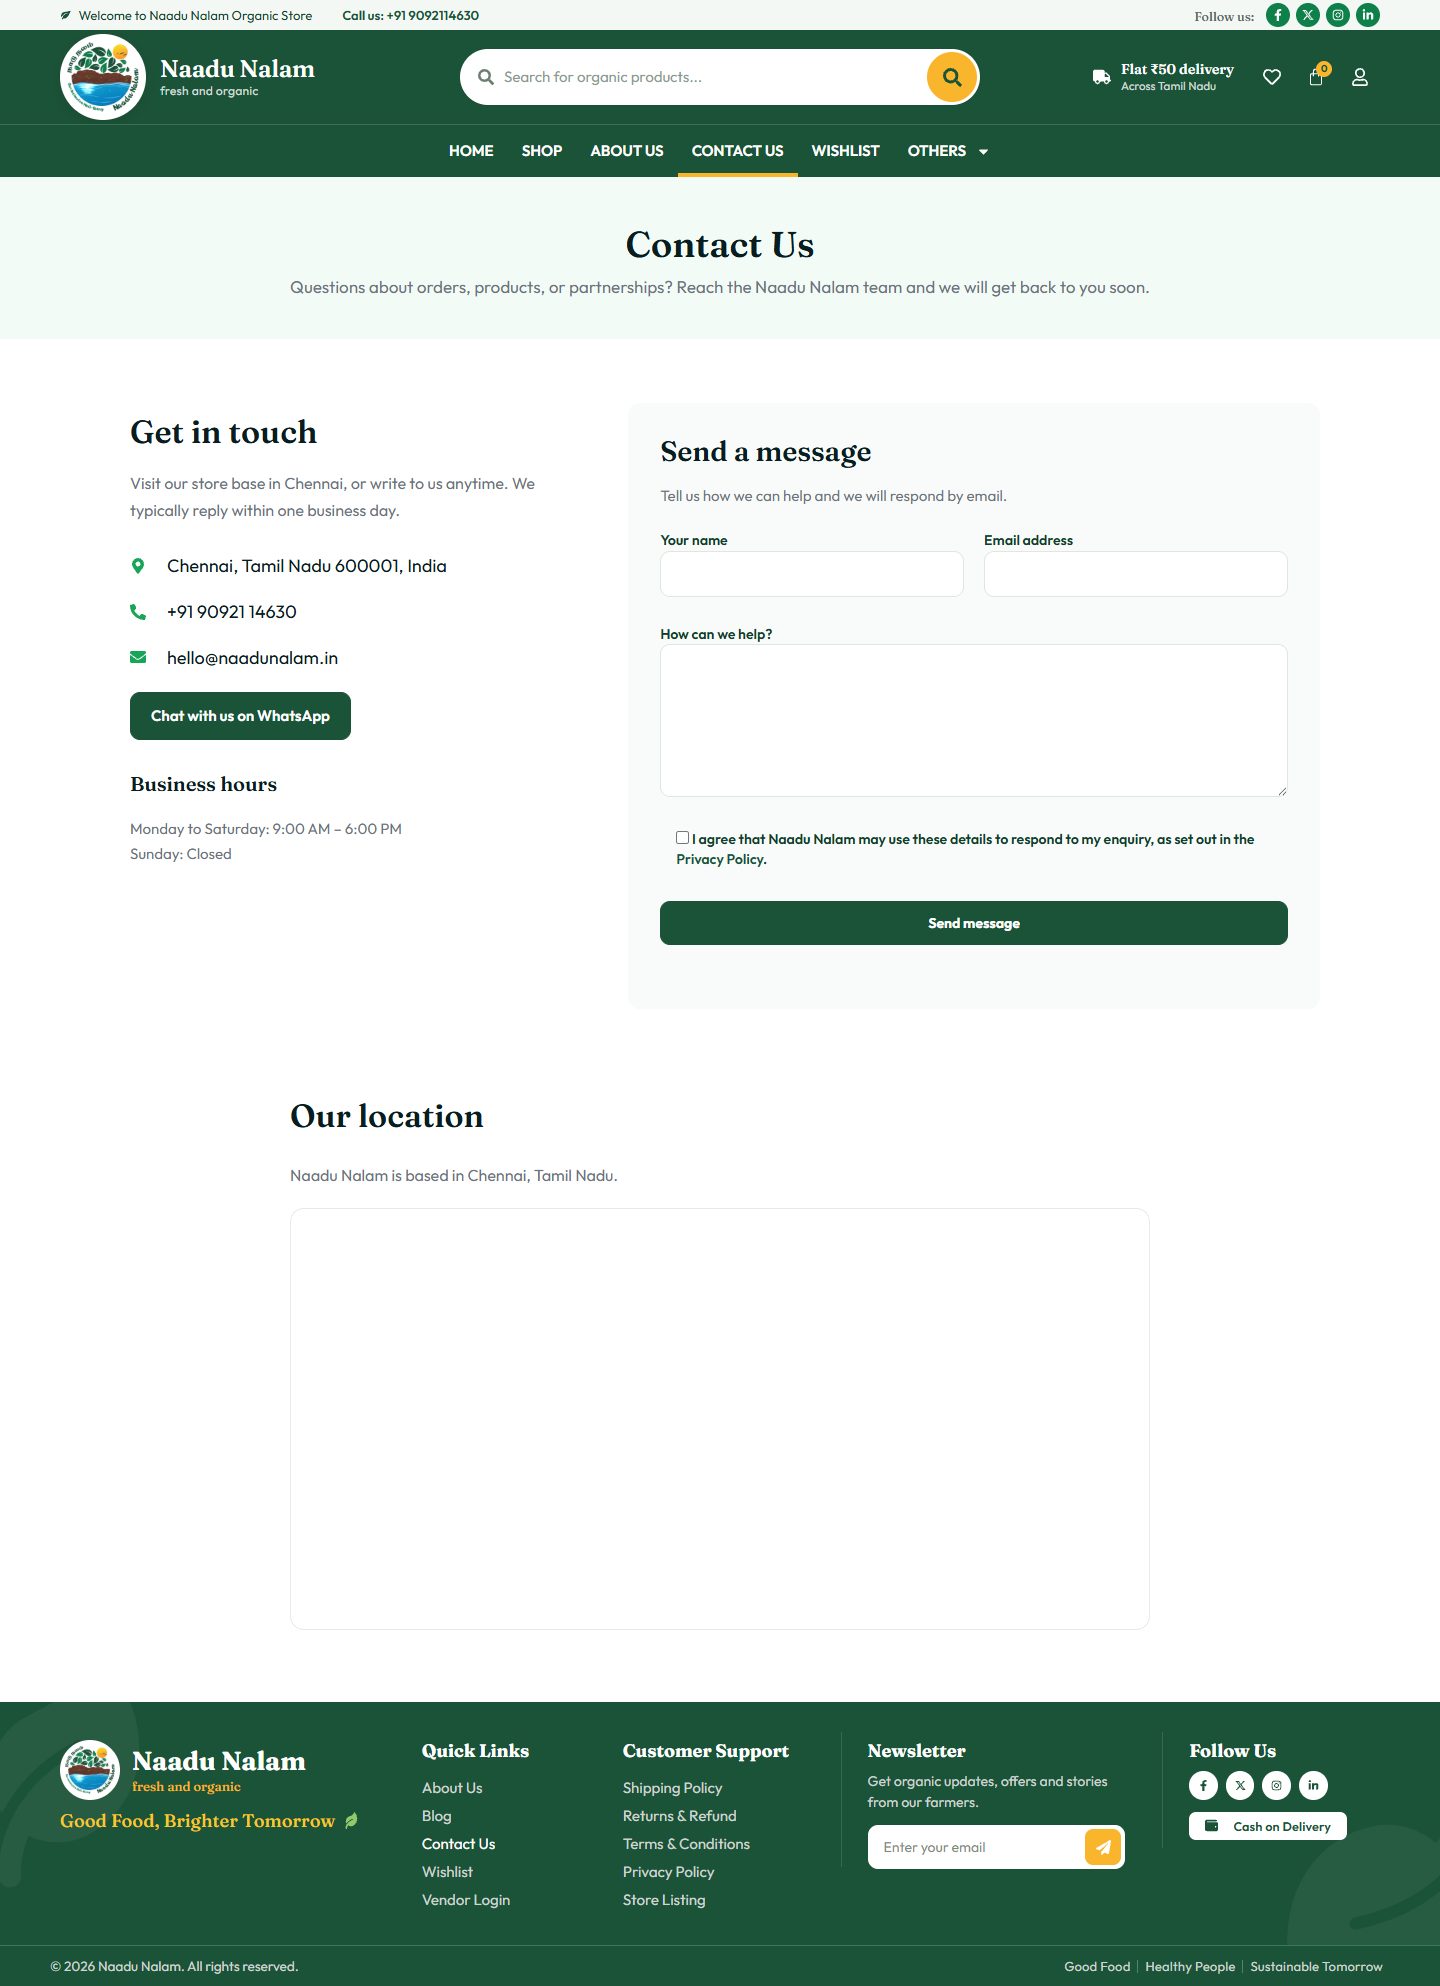 Welcome to Naadu Nalam Organic Store
Call us: +91 9092114630
Follow us:
Naadu Nalam
fresh and organic
Search for organic products...
Flat ₹50 delivery
Across Tamil Nadu
0
HOME
SHOP
ABOUT US
CONTACT US
WISHLIST
OTHERS
Contact Us
Questions about orders, products, or partnerships? Reach the Naadu Nalam team and we will get back to you soon.
Get in touch
Visit our store base in Chennai, or write to us anytime. We
typically reply within one business day.
Chennai, Tamil Nadu 600001, India
+91 90921 14630
hello@naadunalam.in
Chat with us on WhatsApp
Business hours
Monday to Saturday: 9:00 AM – 6:00 PM
Sunday: Closed
Send a message
Tell us how we can help and we will respond by email.
Your name
Email address
How can we help?
I agree that Naadu Nalam may use these details to respond to my enquiry, as set out in the
Privacy Policy.
Send message
Our location
Naadu Nalam is based in Chennai, Tamil Nadu.
Naadu Nalam
fresh and organic
Good Food, Brighter Tomorrow
Quick Links
About Us
Blog
Contact Us
Wishlist
Vendor Login
Customer Support
Shipping Policy
Returns & Refund
Terms & Conditions
Privacy Policy
Store Listing
Newsletter
Get organic updates, offers and stories
from our farmers.
Enter your email
Follow Us
Cash on Delivery
© 2026 Naadu Nalam. All rights reserved.
Good Food
Healthy People
Sustainable Tomorrow